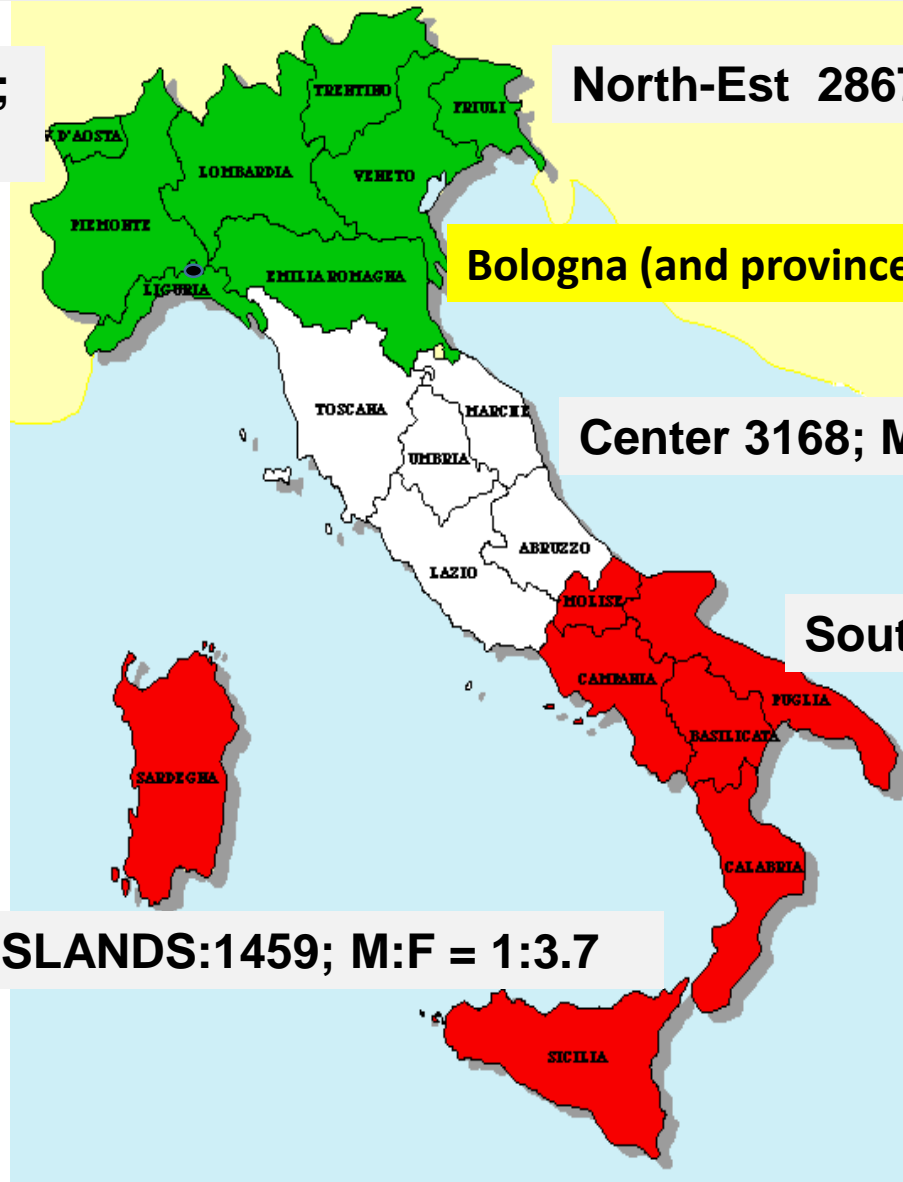 ;
North-Est 2867
TRENTINO
FRIULI
D'AOSTA
LOMBARDIA
VENETO
PIEMONTE
Bologna (and province
EMILIA ROMAGNA
LIGURIA
TOSCANA
MARCHE
Center 3168; M
UMBRIA
ABRUZZO
LAZIO
MOLISE
Sout
CAMPANIA
PUGLIA
BASILICATA
SARDEGNA
CALABRIA
SLANDS:1459; M:F = 1:3.7
SICILIA